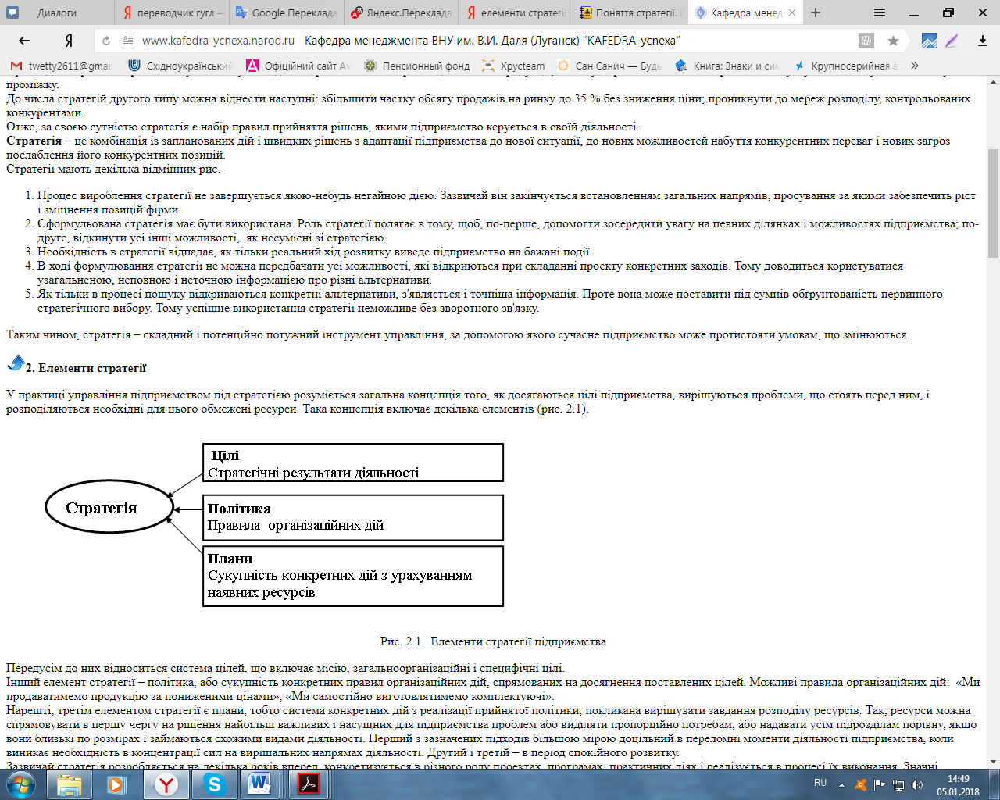 Диалоги
переводчик гугл –
Google Переклада
Яндекс.Переклада
елементи стратегії
Поняття стратегії.
Кафедра менед
www.kafedra-ycnexa.narod.ru Кафедра менеджмента ВНУ им. В.И. Даля (Луганск) "KAFEDRA-ycnexa"
twetty2611@gmail.
Східноукраїнський
Офіційний сайт Av
Пенсионный фонд
Хрусteam
Сан Санич — Будь
Книга: Знаки и сим
Крупносерийная а
проміжку.
До числа стратегій другого типу можна віднести наступні: збільшити частку обсягу продажів на ринку до 35 % без зниження ціни; проникнути до мереж розподілу, контрольованих
конкурентами.
Отже, за своєю сутністю стратегія є набір правил прийняття рішень, якими підприємство керується в своїй діяльності.
Стратегія – це комбінація із запланованих дій і швидких рішень з адаптації підприємства до нової ситуації, до нових можливостей набуття конкурентних переваг і нових загроз
послаблення його конкурентних позицій.
Стратегії мають декілька відмінних рис.
1. Процес вироблення стратегії не завершується якою-небудь негайною дією. Зазвичай він закінчується встановленням загальних напрямів, просування за якими забезпечить ріст
і зміцнення позицій фірми.
2. Сформульована стратегія має бути використана. Роль стратегії полягає в тому, щоб, по-перше, допомогти зосередити увагу на певних ділянках і можливостях підприємства; по-
друге, відкинути усі інші можливості, як несумісні зі стратегією.
3. Необхідність в стратегії відпадає, як тільки реальний хід розвитку виведе підприємство на бажані події.
4. В ході формулювання стратегії не можна передбачати усі можливості, які відкриються при складанні проекту конкретних заходів. Тому доводиться користуватися
узагальненою, неповною і неточною інформацією про різні альтернативи.
5. Як тільки в процесі пошуку відкриваються конкретні альтернативи, з'являється і точніша інформація. Проте вона може поставити під сумнів обґрунтованість первинного
стратегічного вибору. Тому успішне використання стратегії неможливе без зворотного зв'язку.
Таким чином, стратегія – складний і потенційно потужний інструмент управління, за допомогою якого сучасне підприємство може протистояти умовам, що змінюються.
2. Елементи стратегії
У практиці управління підприємством під стратегією розуміється загальна концепція того, як досягаються цілі підприємства, вирішуються проблеми, що стоять перед ним, і
розподіляються необхідні для цього обмежені ресурси. Така концепція включає декілька елементів (рис. 2.1).
Цілі
Стратегічні результати діяльності
Стратегія
Політика
Правила організаційних дій
Плани
Сукупність конкретних дій з урахуванням
наявних ресурсів
Рис. 2.1. Елементи стратегії підприємства
Передусім до них відноситься система цілей, що включає місію, загальноорганізаційні і специфічні цілі.
Інший елемент стратегії – політика, або сукупність конкретних правил організаційних дій, спрямованих на досягнення поставлених цілей. Можливі правила організаційних дій: «Ми
продаватимемо продукцію за пониженими цінами», «Ми самостійно виготовлятимемо комплектуючі».
Нарешті, третім елементом стратегії є плани, тобто система конкретних дій з реалізації прийнятої політики, покликана вирішувати завдання розподілу ресурсів. Так, ресурси можна
спрямовувати в першу чергу на рішення найбільш важливих і насущних для підприємства проблем або виділяти пропорційно потребам, або надавати усім підрозділам порівну, якщо
вони близькі по розмірах і займаються схожими видами діяльності. Перший з зазначених підходів більшою мірою доцільний в переломні моменти діяльності підприємства, коли
виникає необхідність в концентрації сил на вирішальних напрямах діяльності. Другий і третій – в період спокійного розвитку.
Зазвичай стратегія розробляється на декілька років вперед, конкретизується в різного роду проектах, програмах, практичних діях і реалізується в процесі їх виконання. Значні
RU
14:49
05.01.2018